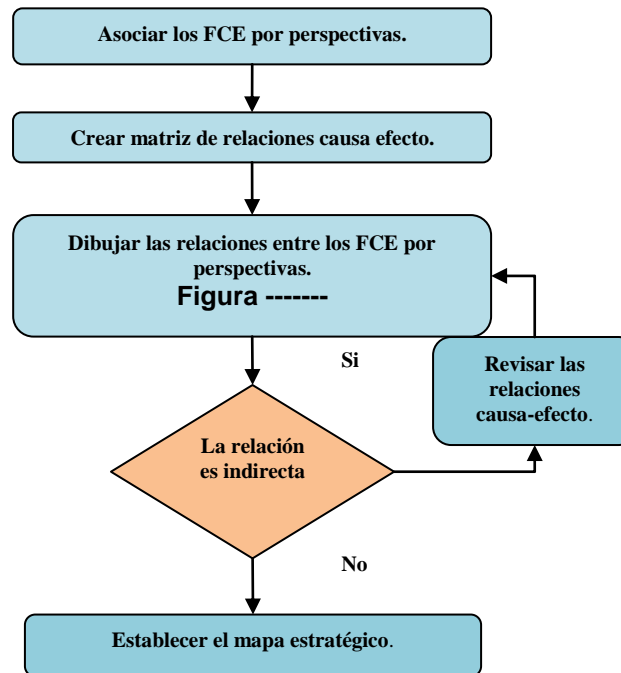 Asociar los FCE por perspectivas.
Crear matriz de relaciones causa efecto.
Dibujar las relaciones entre los FCE por
perspectivas.
Figura -------
Si
Revisar las
relaciones
causa-efecto.
La relación
es indirecta
No
Establecer el mapa estratégico.